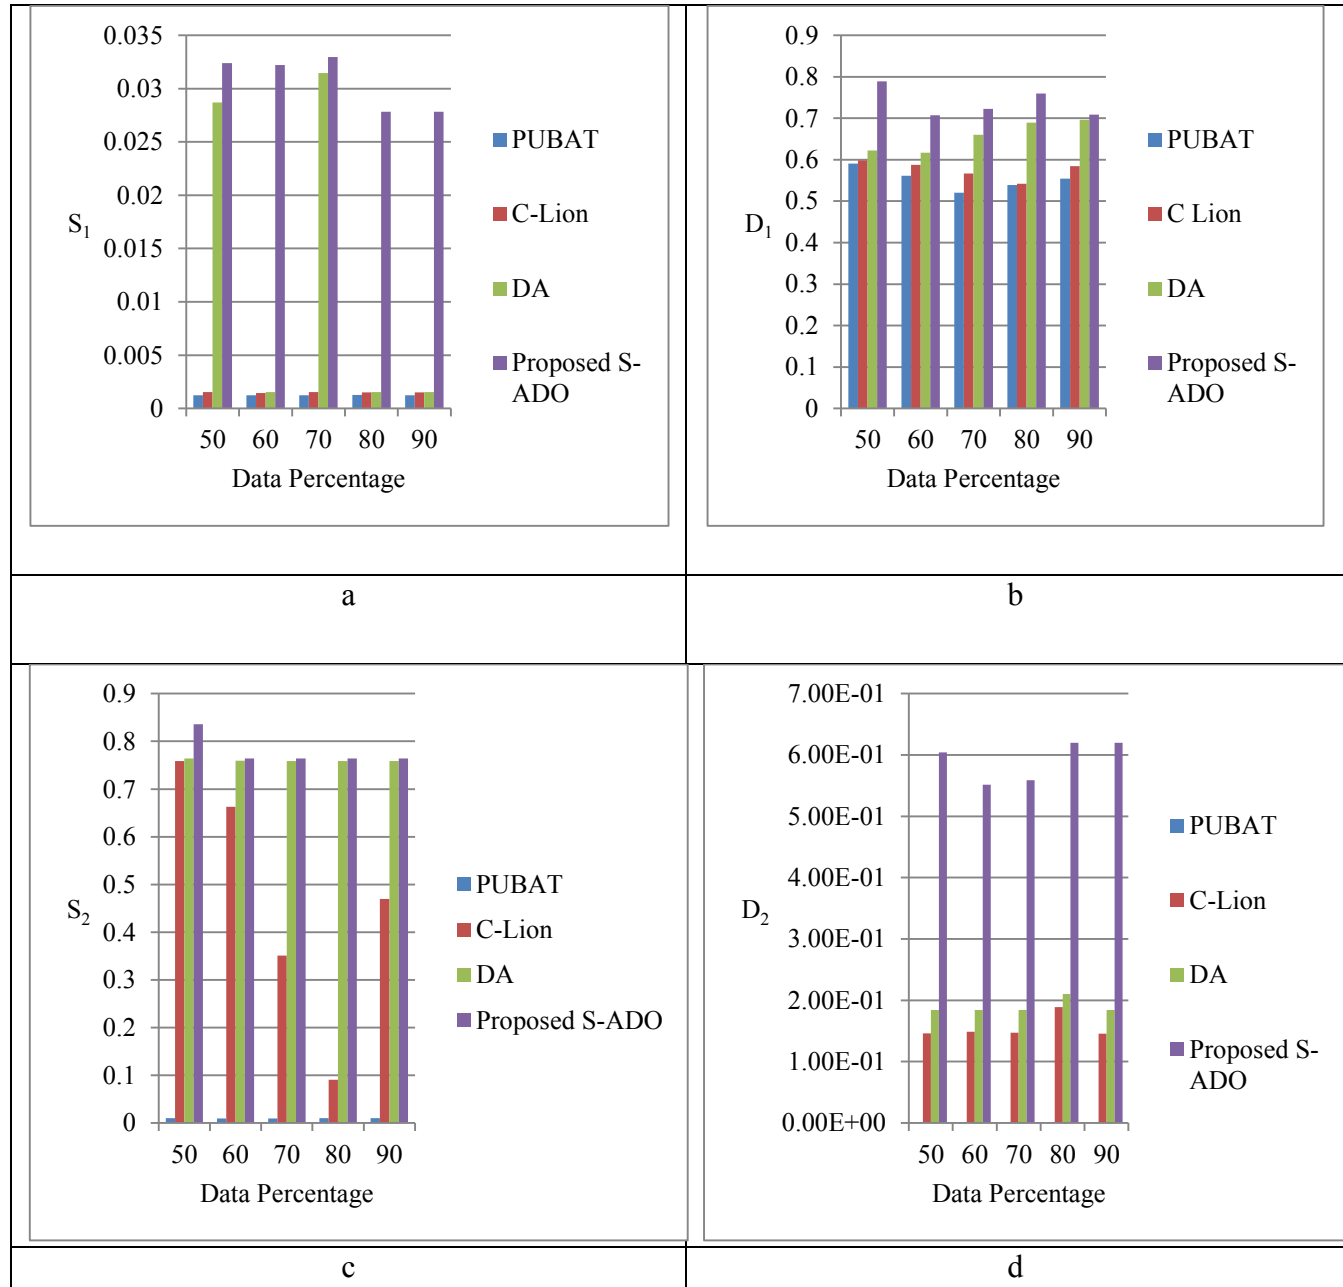 0.035
0.03
0.025
0.02
0.015
0.01
0.005
0
S1
50 60 70 80 90
Data Percentage
PUBAT
C-Lion
DA
Proposed S-
ADO
0.9
0.8
0.7
0.6
0.5
0.4
0.3
0.2
0.1
0
D1
50 60 70 80 90
Data Percentage
PUBAT
C Lion
DA
Proposed S-
ADO
a
b
0.9
0.8
0.7
0.6
0.5
0.4
0.3
0.2
0.1
0
S2
50 60 70 80 90
Data Percentage
PUBAT
C-Lion
DA
Proposed S-ADO
7.00E-01
6.00E-01
5.00E-01
4.00E-01
3.00E-01
2.00E-01
1.00E-01
0.00E+00
D2
50 60 70 80 90
Data Percentage
PUBAT
C-Lion
DA
Proposed S-
ADO
c
d